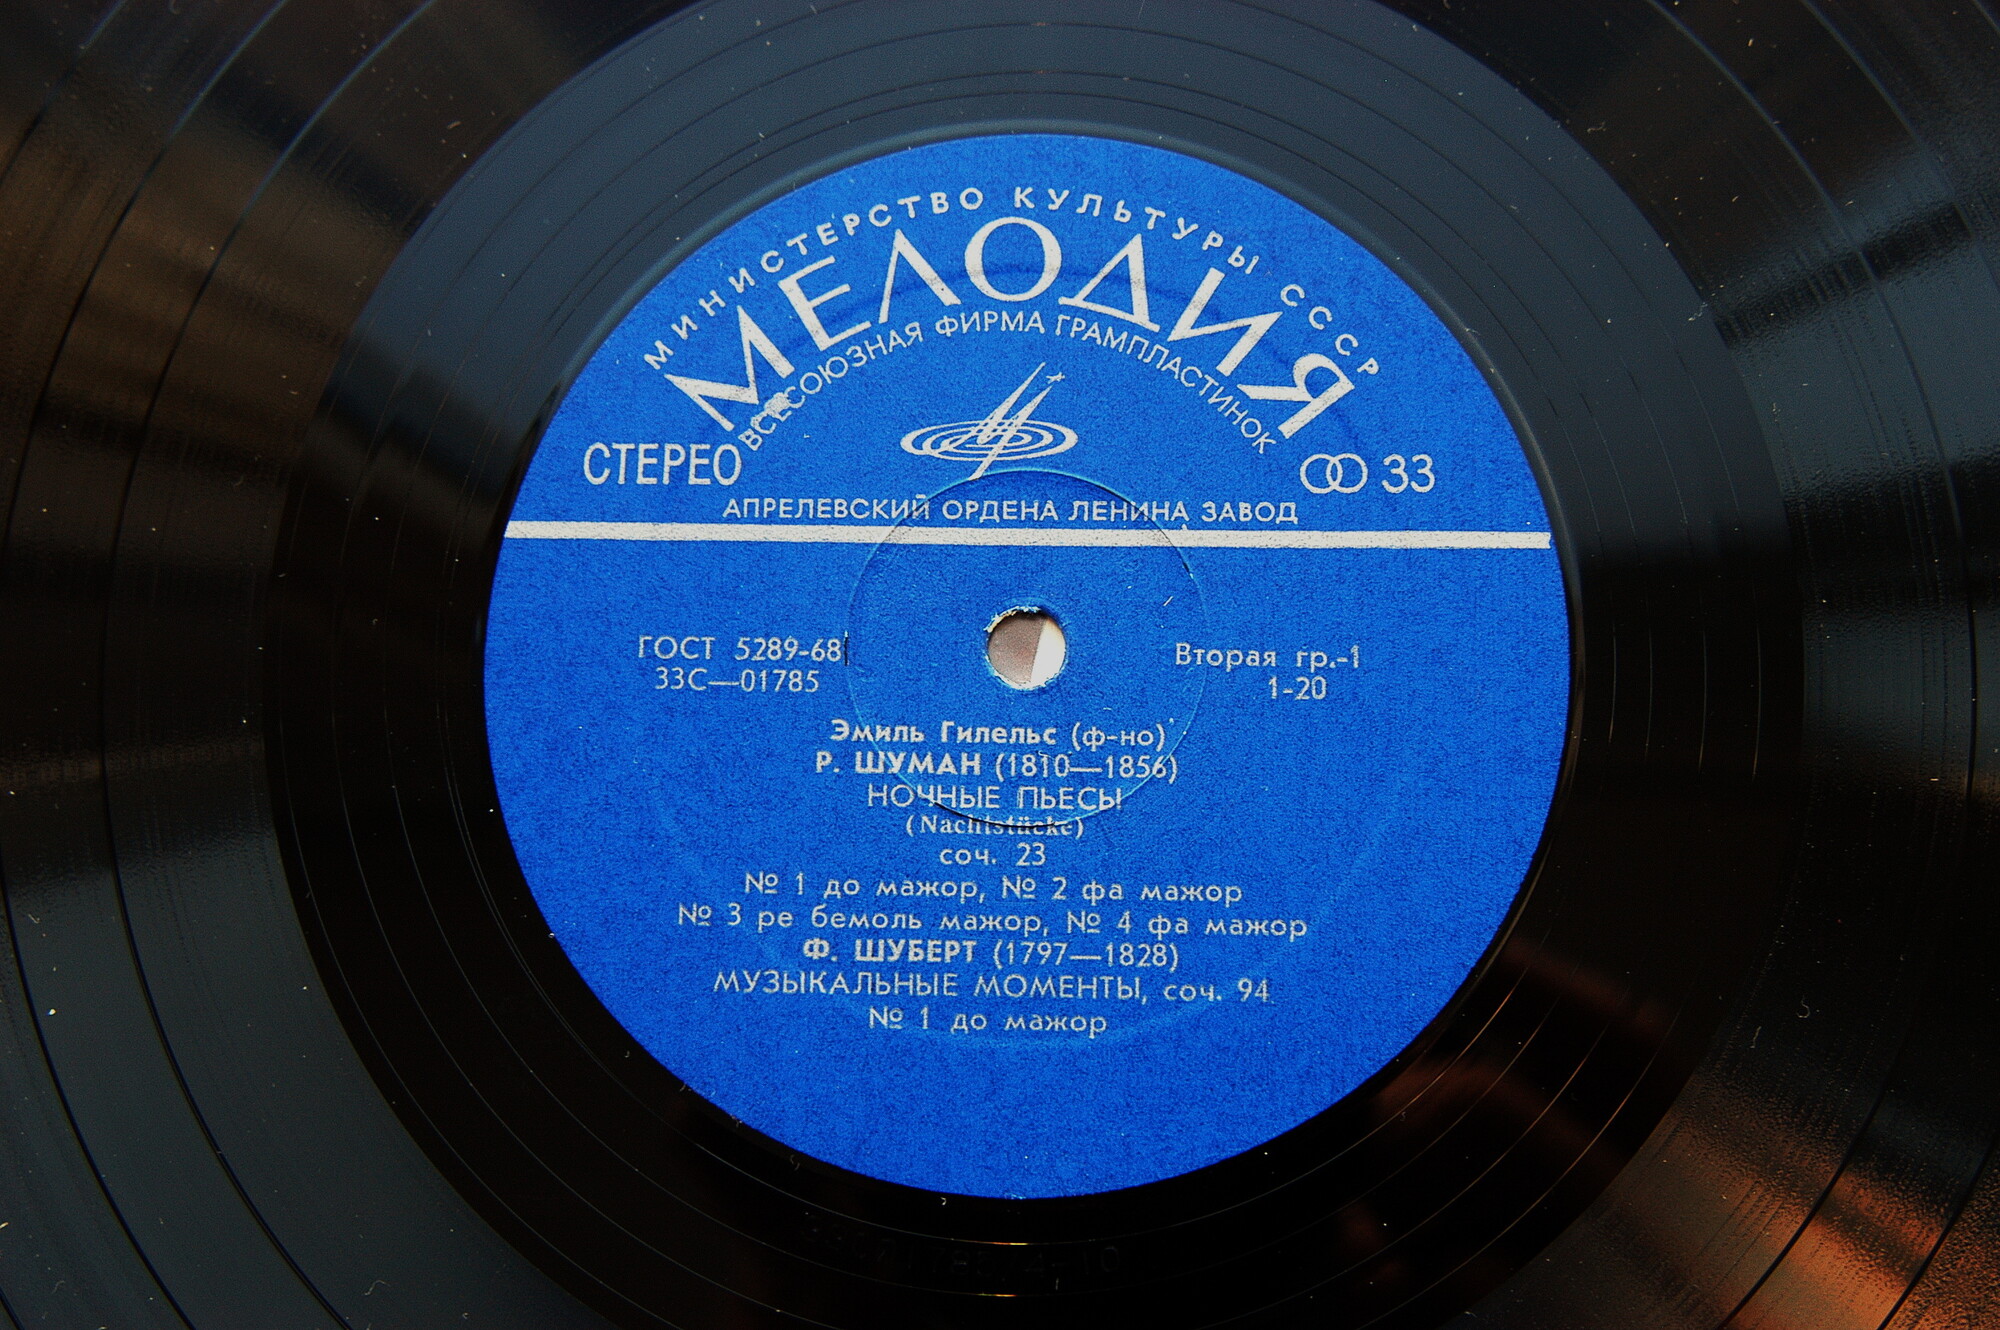 МИНИСТЕРСТВО КУЛЬТУРЫ СССР
МЕЛОДИЯ
ВСЕСОЮЗНАЯ ФИРМА ГРАМПЛАСТИНОК
СТЕРЕО
33
АПРЕЛЕВСКИЙ ОРДЕНА ЛЕНИНА ЗАВОД
ГОСТ 5289-68
33С—01785
Вторая гр.-1
1-20
Эмиль Гилельс (ф-но)
Р. ШУМАН (1810—1856)
НОЧНЫЕ ПЬЕСЫ
(Nachtstücke)
соч. 23
№ 1 до мажор, № 2 фа мажор
№ 3 ре бемоль мажор, № 4 фа мажор
Ф. ШУБЕРТ (1797—1828)
МУЗЫКАЛЬНЫЕ МОМЕНТЫ, соч. 94
№ 1 до мажор